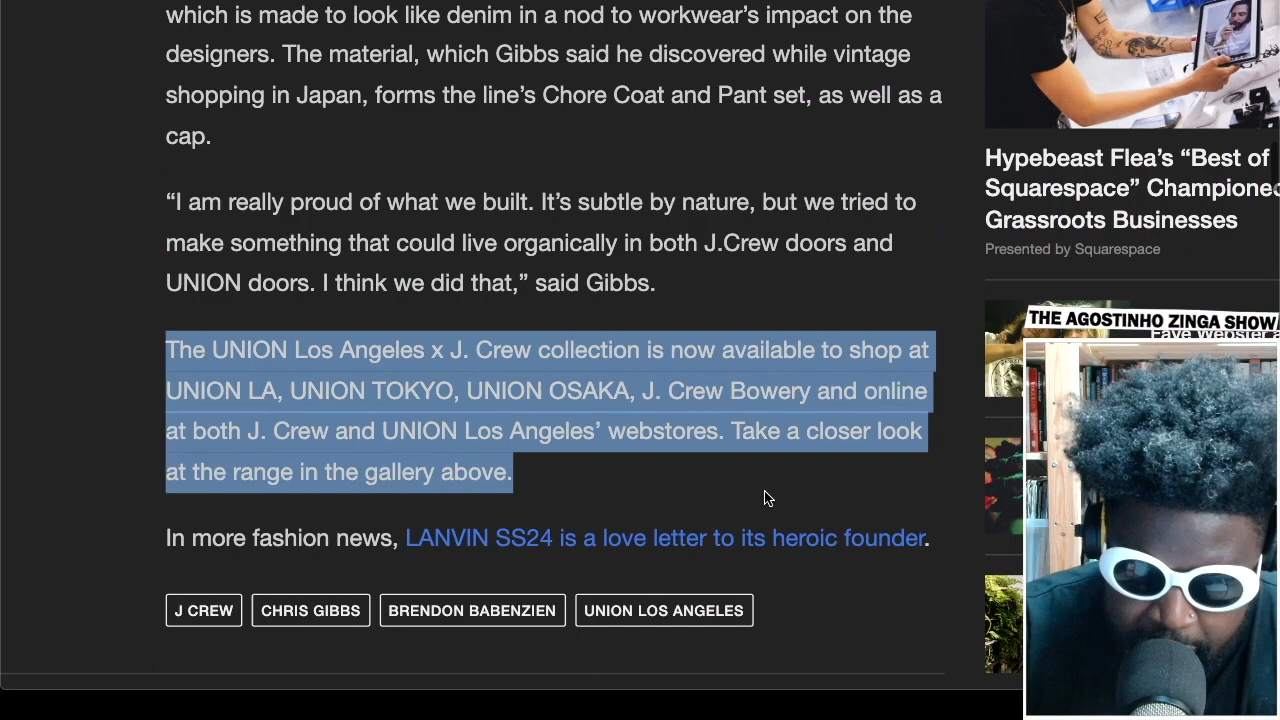 which is made to look like denim in a nod to workwear’s impact on the
designers. The material, which Gibbs said he discovered while vintage
shopping in Japan, forms the line’s Chore Coat and Pant set, as well as a
cap.
“I am really proud of what we built. It’s subtle by nature, but we tried to
make something that could live organically in both J.Crew doors and
UNION doors. I think we did that,” said Gibbs.
The UNION Los Angeles x J. Crew collection is now available to shop at
UNION LA, UNION TOKYO, UNION OSAKA, J. Crew Bowery and online
at both J. Crew and UNION Los Angeles’ webstores. Take a closer look
at the range in the gallery above.
In more fashion news, LANVIN SS24 is a love letter to its heroic founder.
J CREW
CHRIS GIBBS
BRENDON BABENZIEN
UNION LOS ANGELES
Hypebeast Flea’s “Best of
Squarespace” Championed
Grassroots Businesses
Presented by Squarespace
THE AGOSTINHO ZINGA SHOW